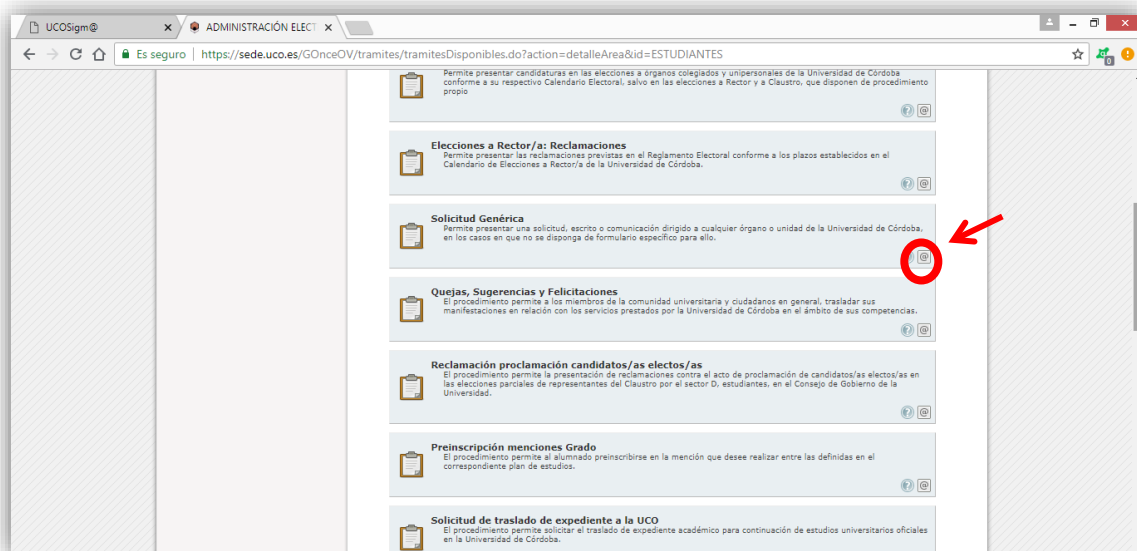 UCOSigm@
ADMINISTRACIÓN ELECT
Es seguro | https://sede.uco.es/GOnceOV/tramites/tramitesDisponibles.do?action=detalleArea&id=ESTUDIANTES
0
Permite presentar candidaturas en las elecciones a órganos colegiados y unipersonales de la Universidad de Córdoba
conforme a su respectivo Calendario Electoral, salvo en las elecciones a Rector y a Claustro, que disponen de procedimiento
propio
? @
Elecciones a Rector/a: Reclamaciones
Permite presentar las reclamaciones previstas en el Reglamento Electoral conforme a los plazos establecidos en el
Calendario de Elecciones a Rector/a de la Universidad de Córdoba.
? @
Solicitud Genérica
Permite presentar una solicitud, escrito o comunicación dirigido a cualquier órgano o unidad de la Universidad de Córdoba,
en los casos en que no se disponga de formulario específico para ello.
@
Quejas, Sugerencias y Felicitaciones
El procedimiento permite a los miembros de la comunidad universitaria y ciudadanos en general, trasladar sus
manifestaciones en relación con los servicios prestados por la Universidad de Córdoba en el ámbito de sus competencias.
? @
Reclamación proclamación candidatos/as electos/as
El procedimiento permite la presentación de reclamaciones contra el acto de proclamación de candidatos/as electos/as en
las elecciones parciales de representantes del Claustro por el sector D, estudiantes, en el Consejo de Gobierno de la
Universidad.
? @
Preinscripción menciones Grado
El procedimiento permite al alumnado preinscribirse en la mención que desee realizar entre las definidas en el
correspondiente plan de estudios.
? @
Solicitud de traslado de expediente a la UCO
El procedimiento permite solicitar el traslado de expediente académico para continuación de estudios universitarios oficiales
en la Universidad de Córdoba.